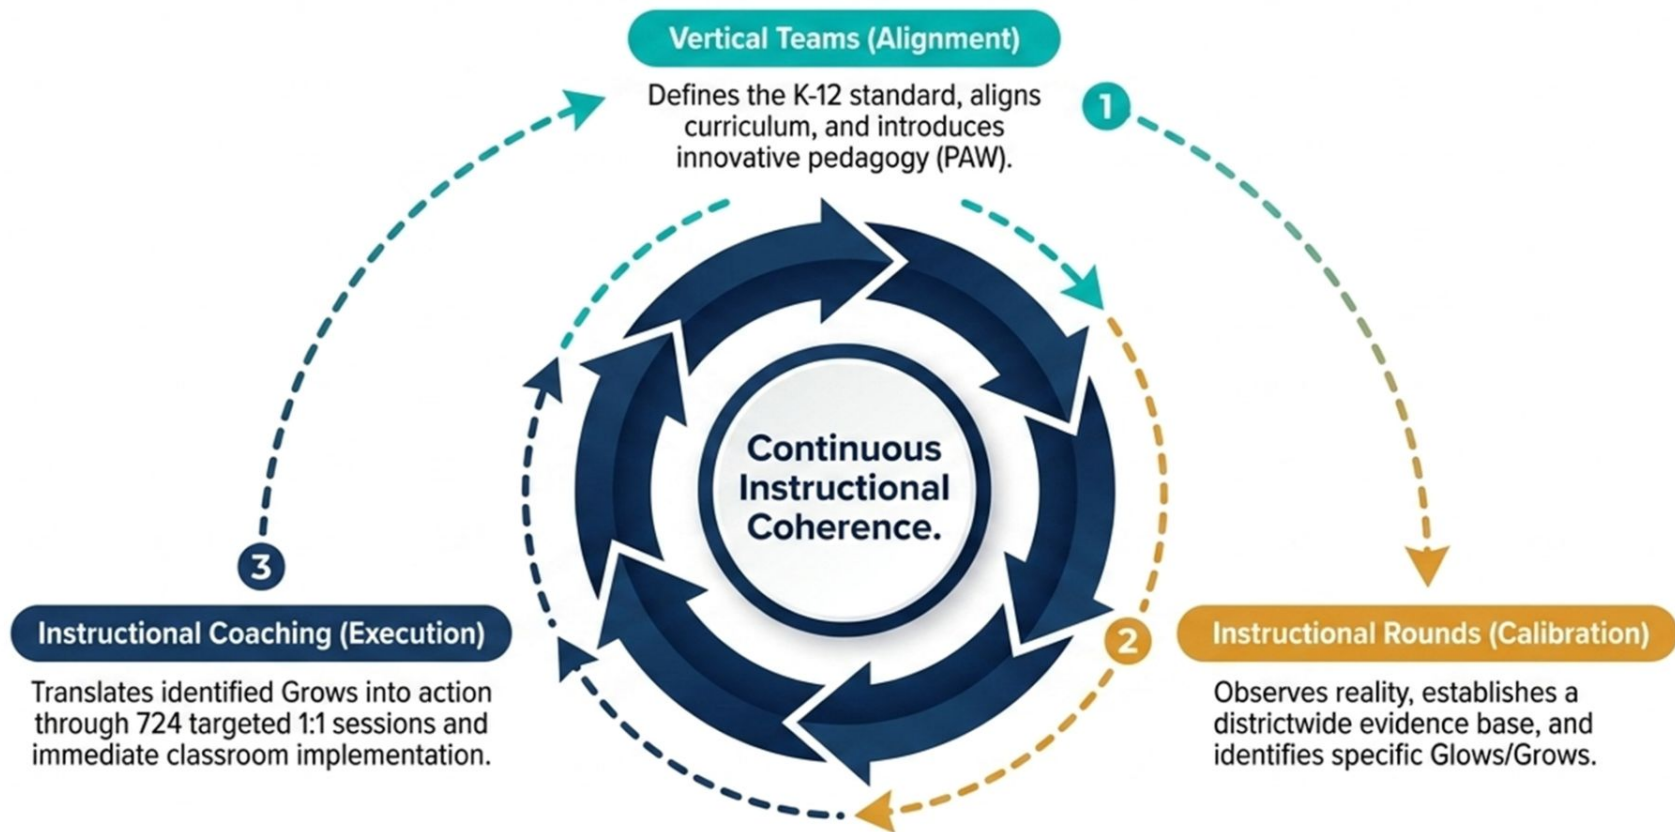 Vertical Teams (Alignment)
Defines the K-12 standard, aligns
curriculum, and introduces
innovative pedagogy (PAW).
1
Continuous
Instructional
Coherence.
2
Instructional Rounds (Calibration)
Observes reality, establishes a
districtwide evidence base, and
identifies specific Glows/Grows.
3
Instructional Coaching (Execution)
Translates identified Grows into action
through 724 targeted 1:1 sessions and
immediate classroom implementation.